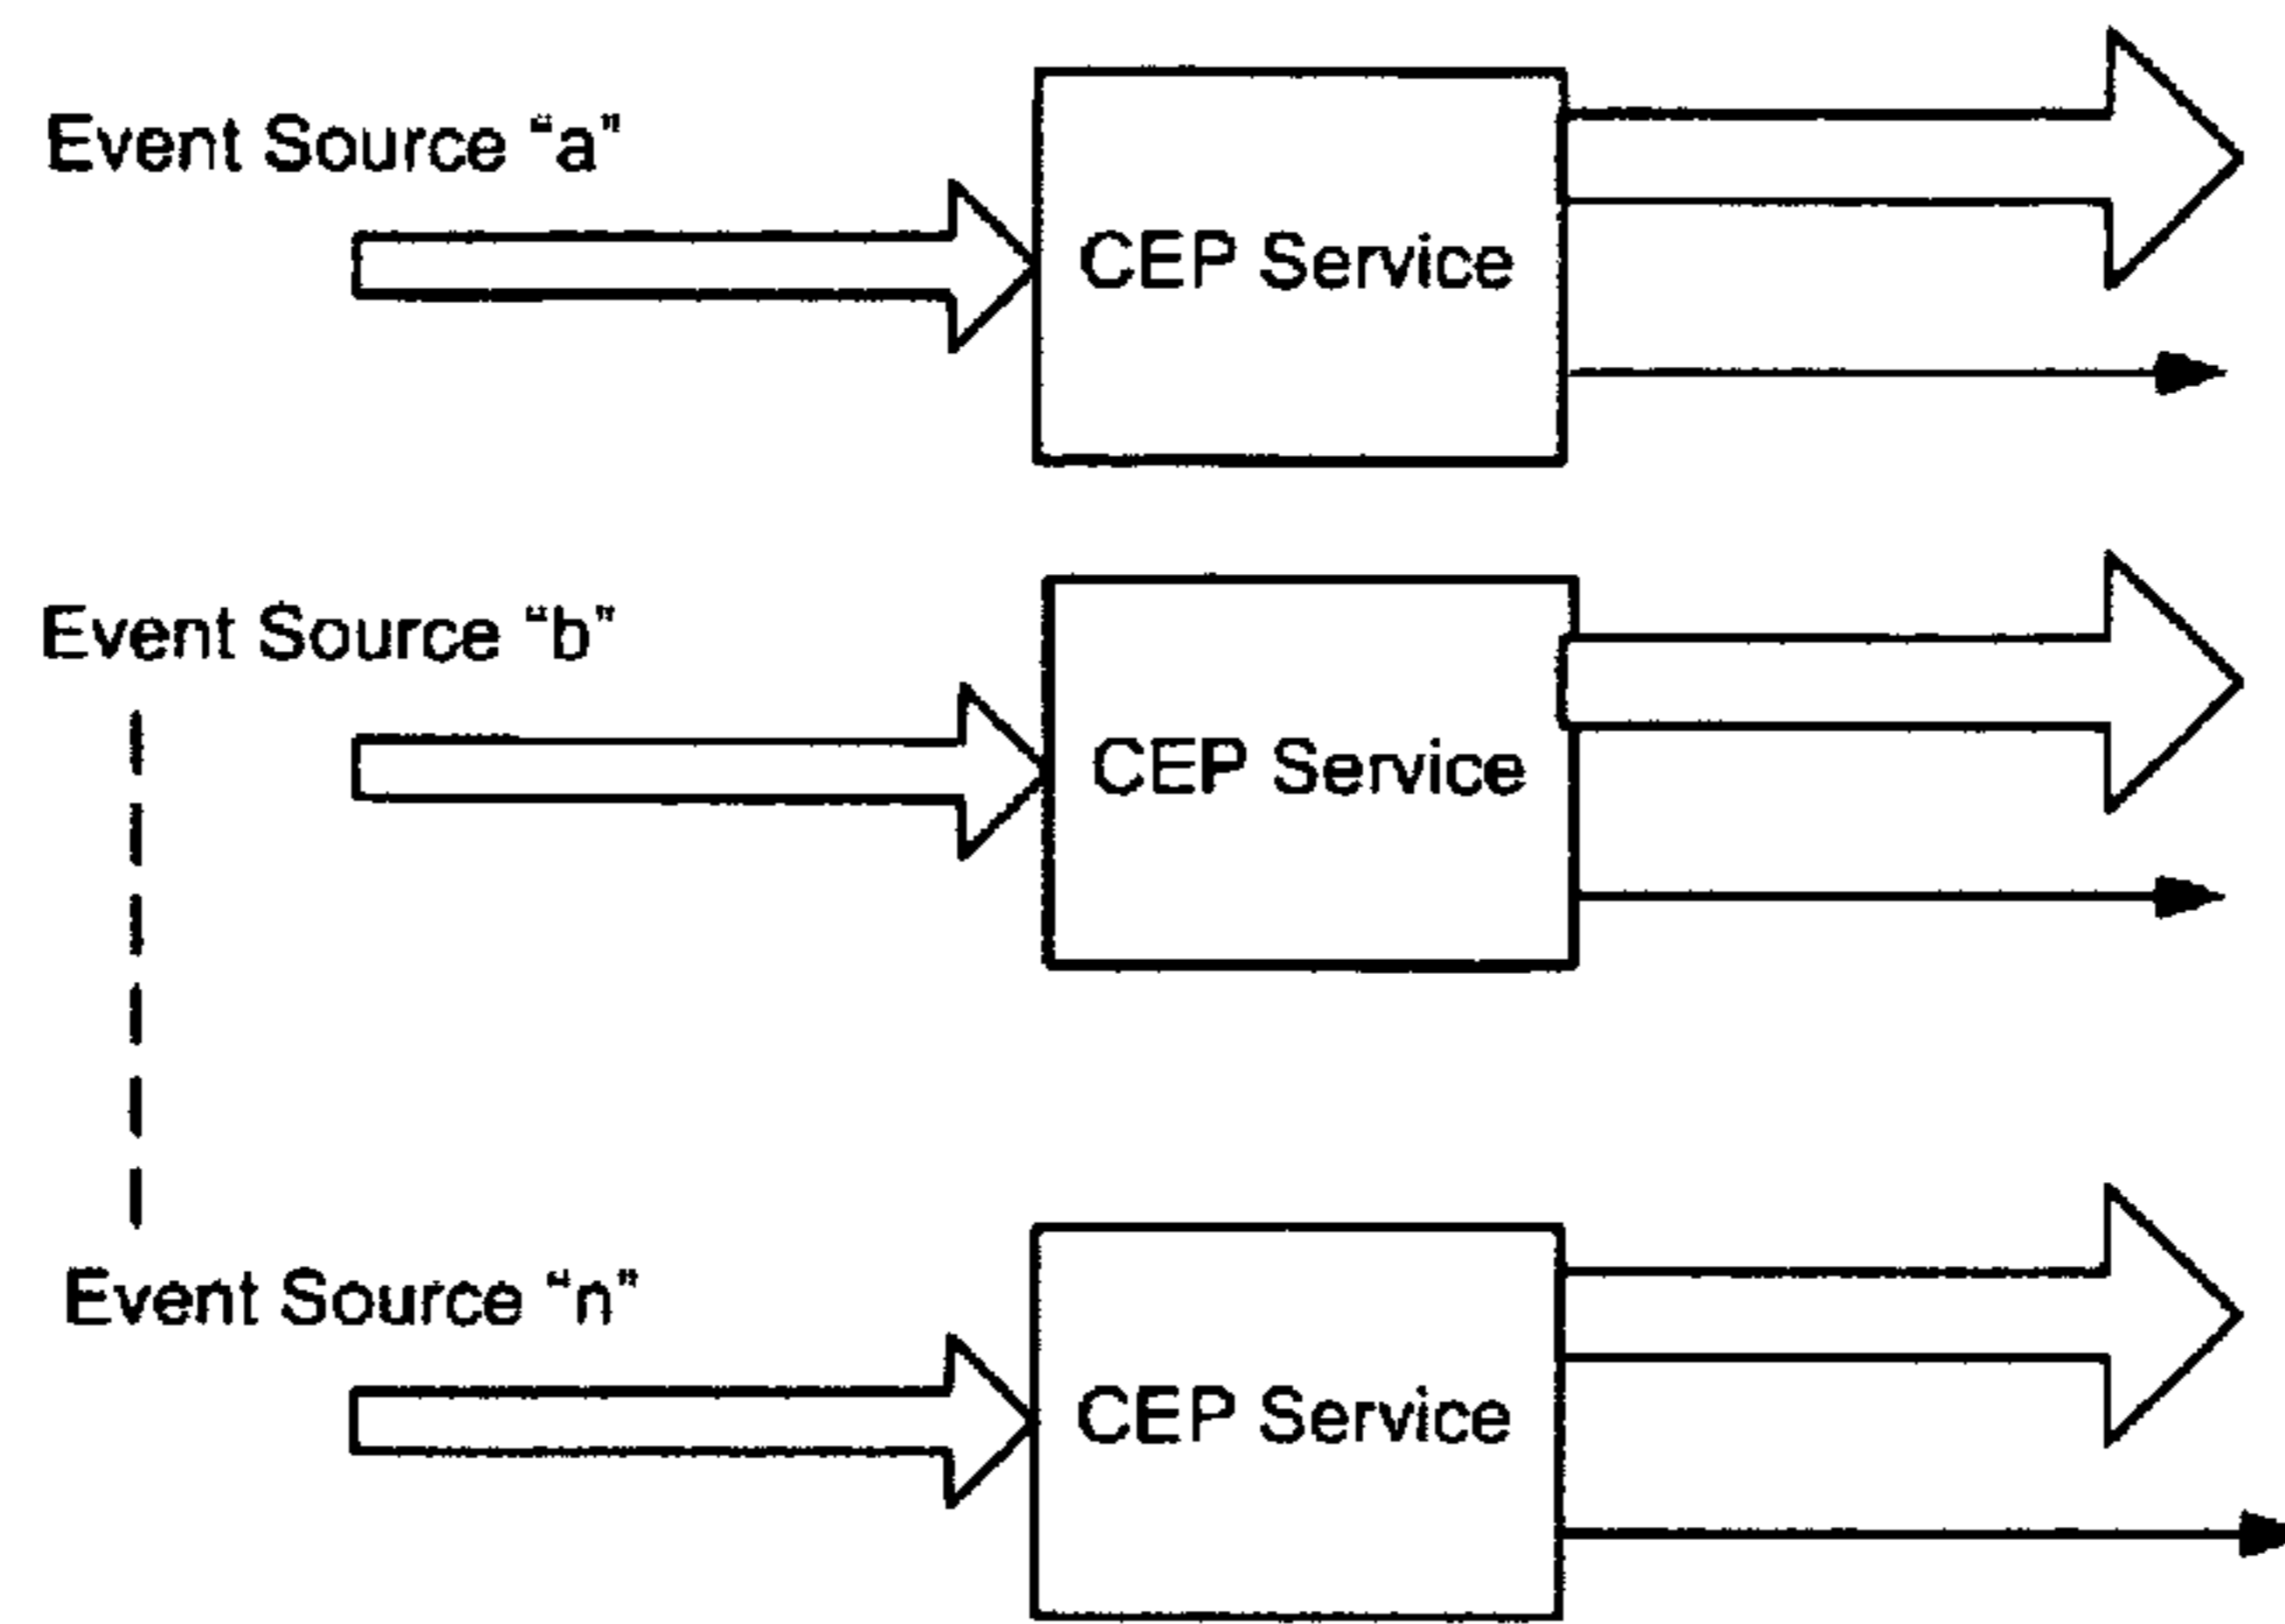 Event Source “a”
CEP Service
Event Source “b”
CEP Service
Event Source “n”
CEP Service